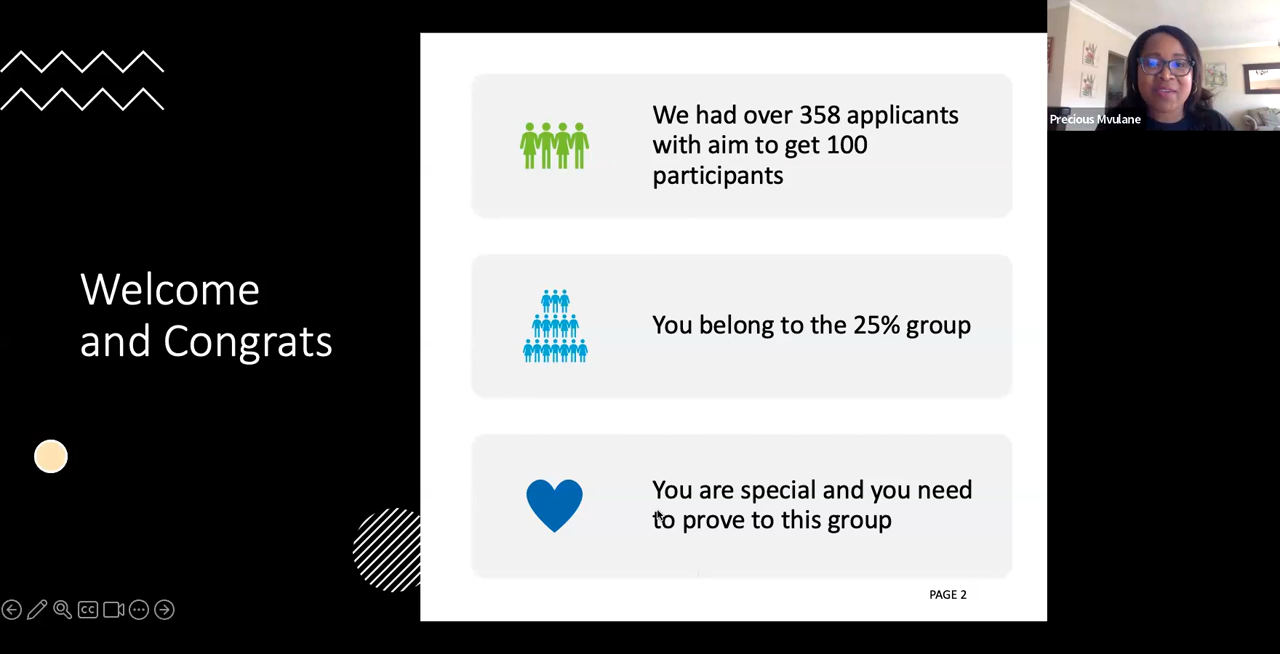 Welcome
and Congrats
We had over 358 applicants
with aim to get 100
participants
You belong to the 25% group
You are special and you need
to prove to this group
PAGE 2
Precious Mvulane
CC